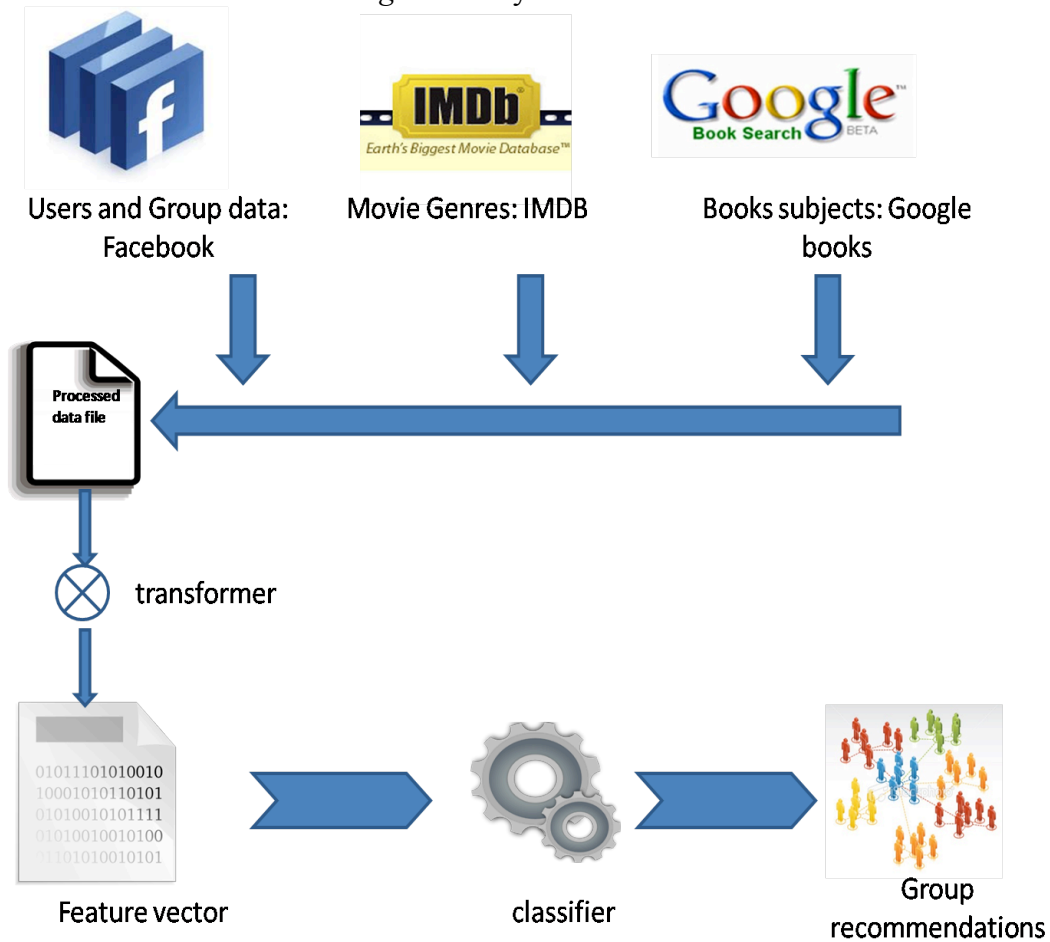 f
IMDb
Earth's Biggest Movie Database™
Google™
Book Search BETA
Users and Group data:
Facebook
Movie Genres: IMDB
Books subjects: Google
books
Processed
data file
transformer
01011101010010
10001010110101
01010010101111
01010010010100
01101010010101
Feature vector
classifier
Group
recommendations